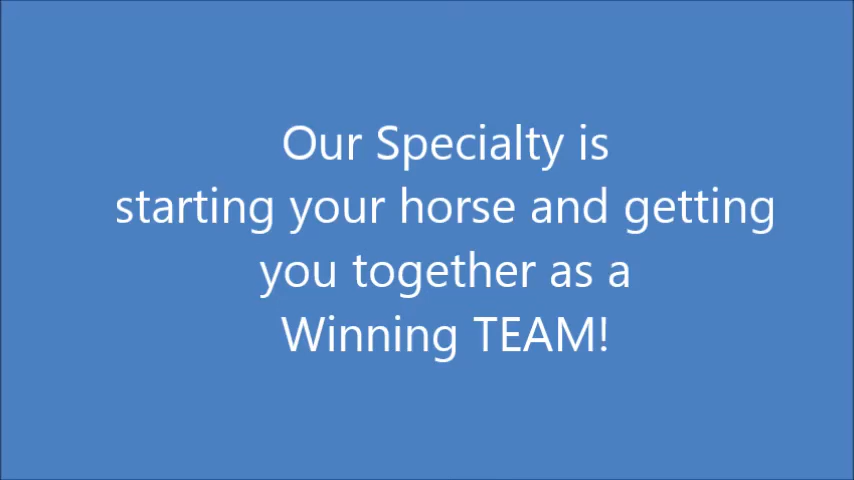 Our Specialty is
starting your horse and getting
you together as a
Winning TEAM!